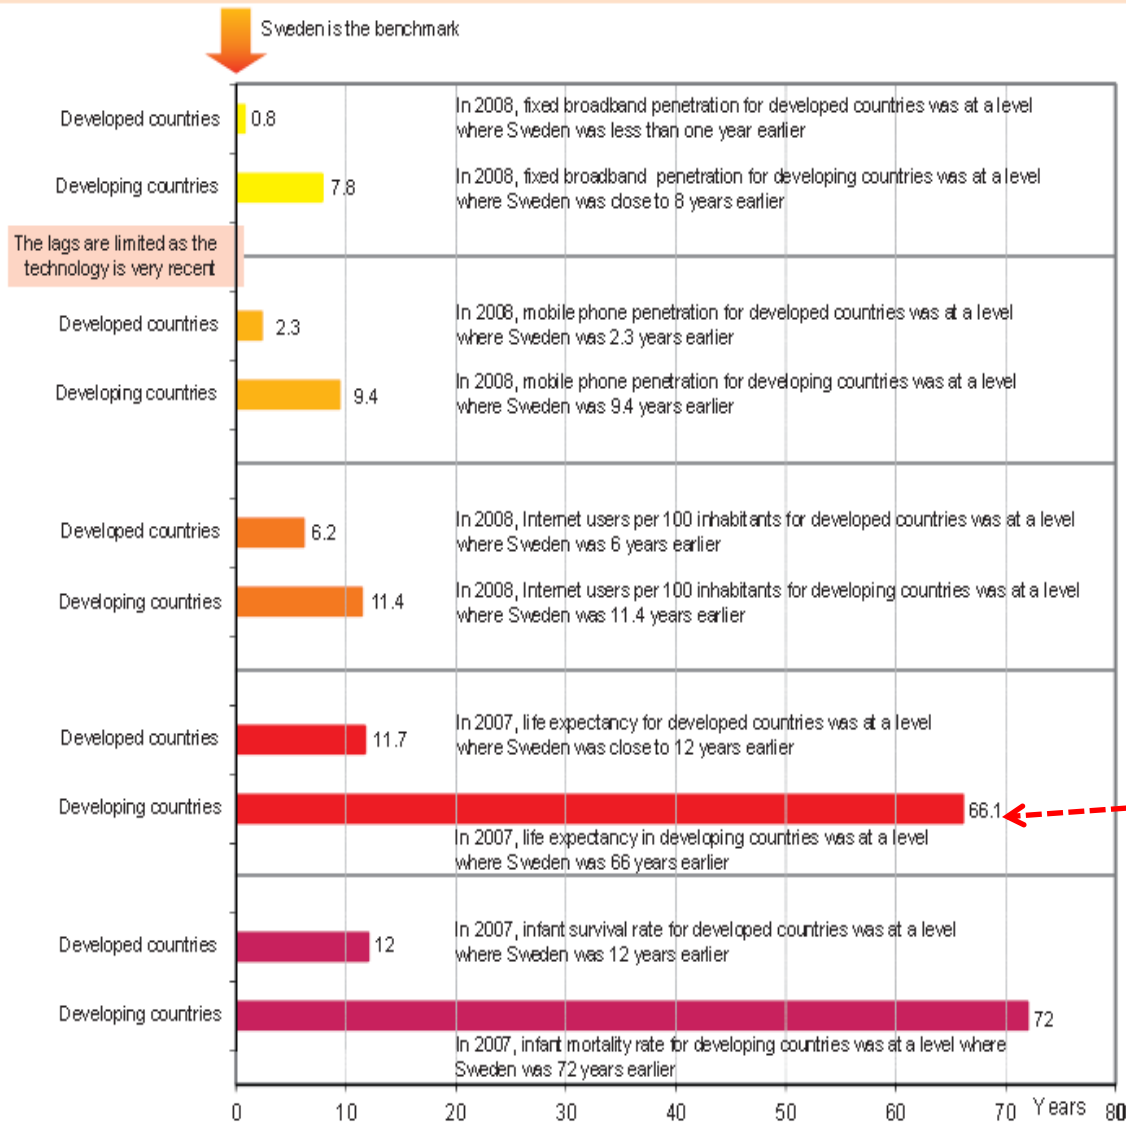 Sweden is the benchmark
Developed countries
0.8
In 2008, fixed broadband penetration for developed countries was at a level
where Sweden was less than one year earlier
Developing countries
7.8
In 2008, fixed broadband penetration for developing countries was at a level
where Sweden was close to 8 years earlier
The lags are limited as the
technology is very recent
Developed countries
2.3
In 2008, mobile phone penetration for developed countries was at a level
where Sweden was 2.3 years earlier
Developing countries
9.4
In 2008, mobile phone penetration for developing countries was at a level
where Sweden was 9.4 years earlier
Developed countries
6.2
In 2008, Internet users per 100 inhabitants for developed countries was at a level
where Sweden was 6 years earlier
Developing countries
11.4
In 2008, Internet users per 100 inhabitants for developing countries was at a level
where Sweden was 11.4 years earlier
Developed countries
11.7
In 2007, life expectancy for developed countries was at a level
where Sweden was close to 12 years earlier
Developing countries
66.1
In 2007, life expectancy in developing countries was at a level
where Sweden was 66 years earlier
Developed countries
12
In 2007, infant survival rate for developed countries was at a level
where Sweden was 12 years earlier
Developing countries
72
In 2007, infant mortality rate for developing countries was at a level where
Sweden was 72 years earlier
0 10 20 30 40 50 60 70 Years 80